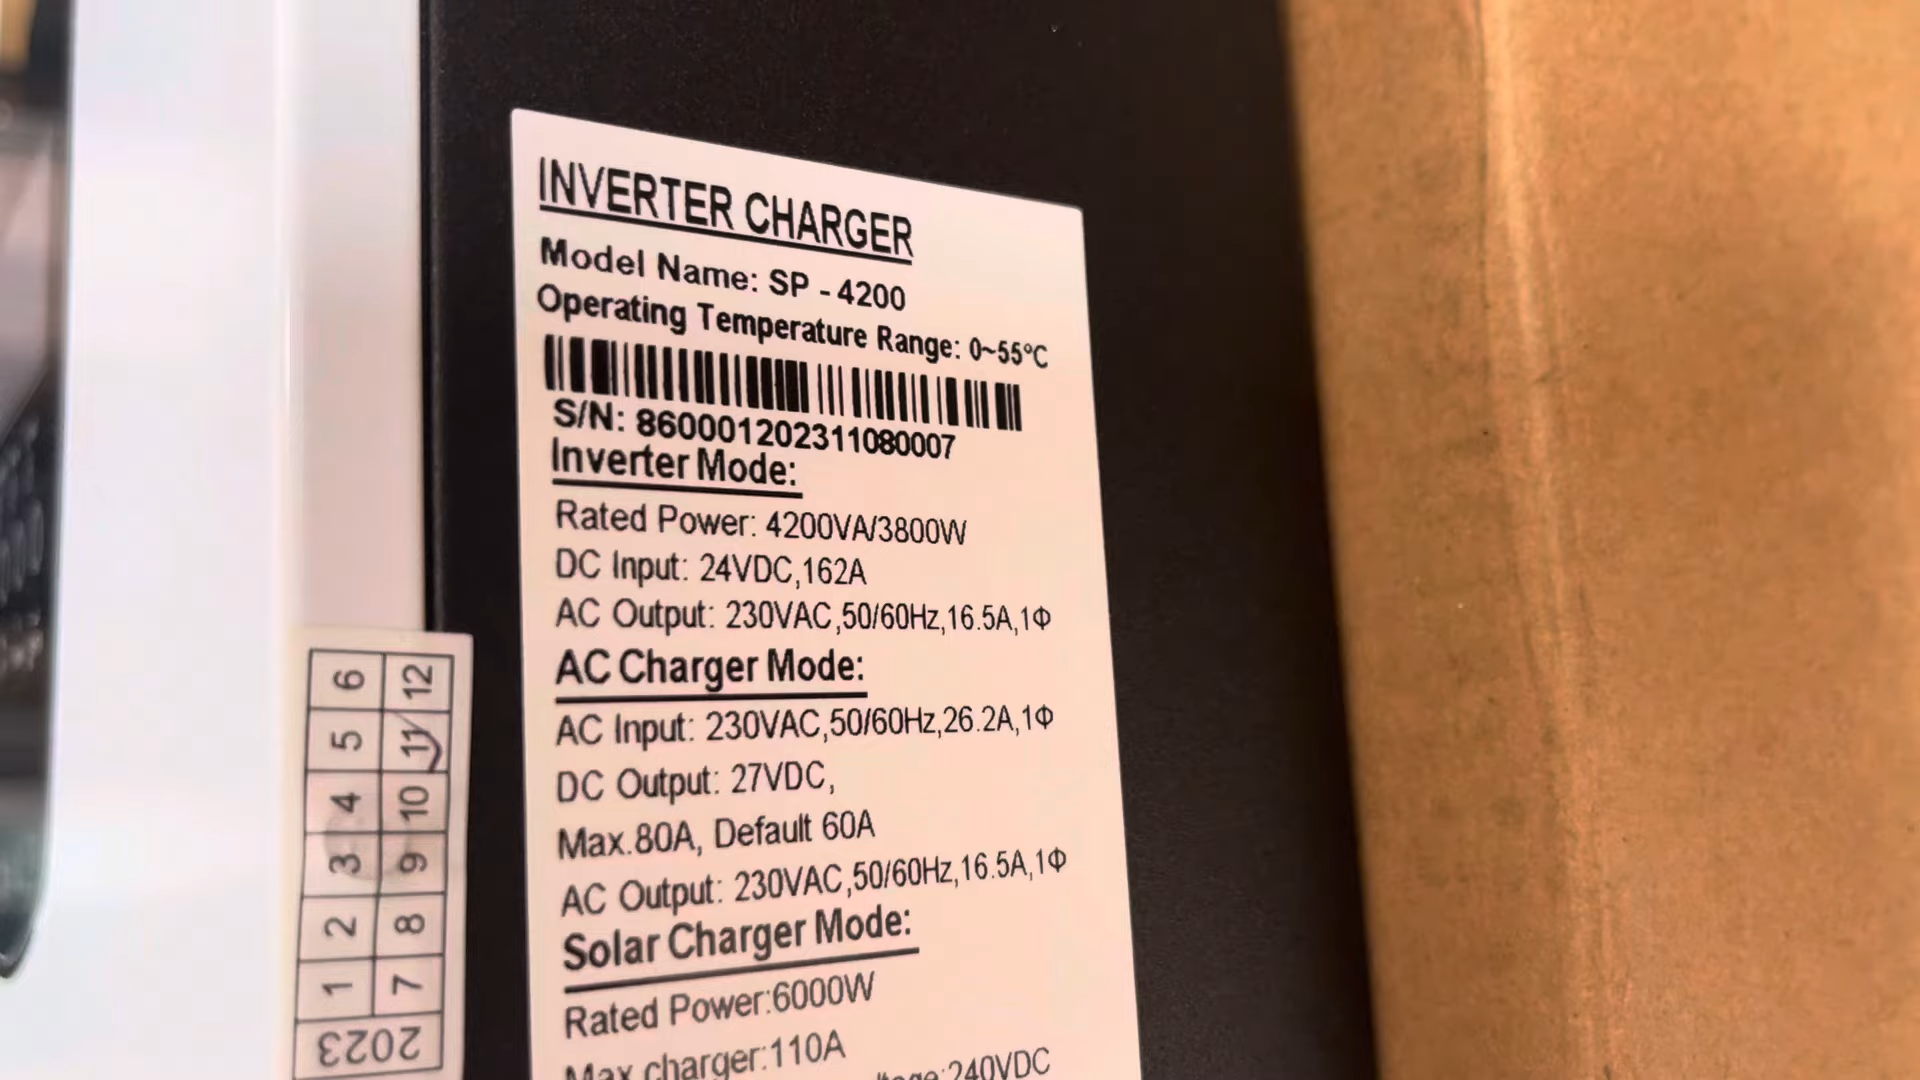 INVERTER CHARGER
Model Name: SP - 4200
Operating Temperature Range: 0~55°C
S/N: 860001202311080007
Inverter Mode:
Rated Power: 4200VA/3800W
DC Input: 24VDC,162A
AC Output: 230VAC,50/60Hz,16.5A,1Φ
AC Charger Mode:
AC Input: 230VAC,50/60Hz,26.2A,1Φ
DC Output: 27VDC,
Max.80A, Default 60A
AC Output: 230VAC,50/60Hz,16.5A,1Φ
Solar Charger Mode:
Rated Power:6000W
Max charger:110A
240VDC
2023
1 2 3 4 5 6
7 8 9 10 11 12